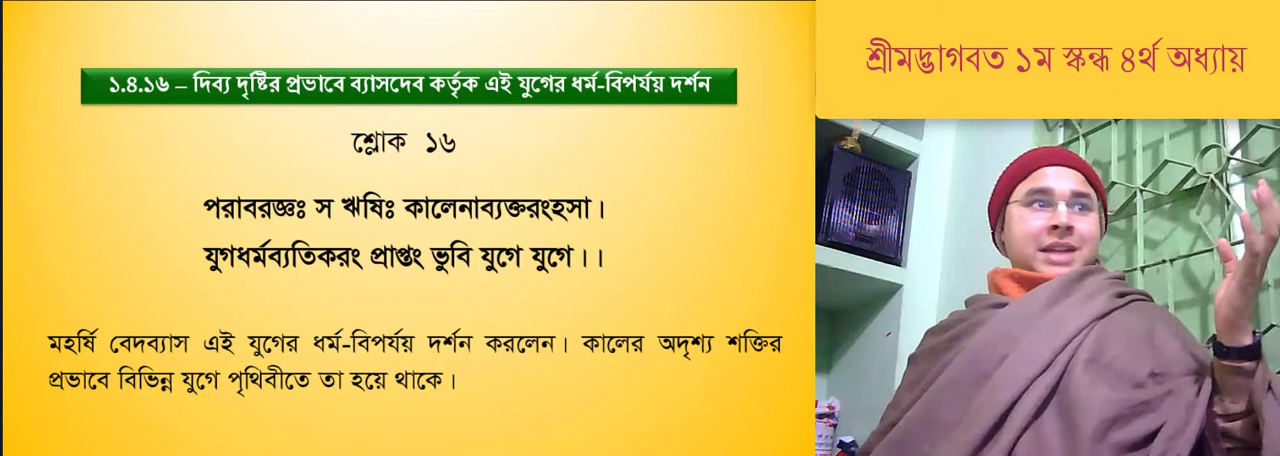 শ্রীমদ্ভাগবত ১ম স্কন্ধ ৪র্থ অধ্যায়
১.৪.১৬ – দিব্য দৃষ্টির প্রভাবে ব্যাসদেব কর্তৃক এই যুগের ধর্ম-বিপর্যয় দর্শন
শ্লোক ১৬
পরাবরজ্ঞঃ স ঋষিঃ কালেনাব্যক্তরংহসা।
যুগধর্মব্যতিকরং প্রাপ্তং ভুবি যুগে যুগে।।
মহর্ষি বেদব্যাস এই যুগের ধর্ম-বিপর্যয় দর্শন করলেন। কালের অদৃশ্য শক্তির
প্রভাবে বিভিন্ন যুগে পৃথিবীতে তা হয়ে থাকে।